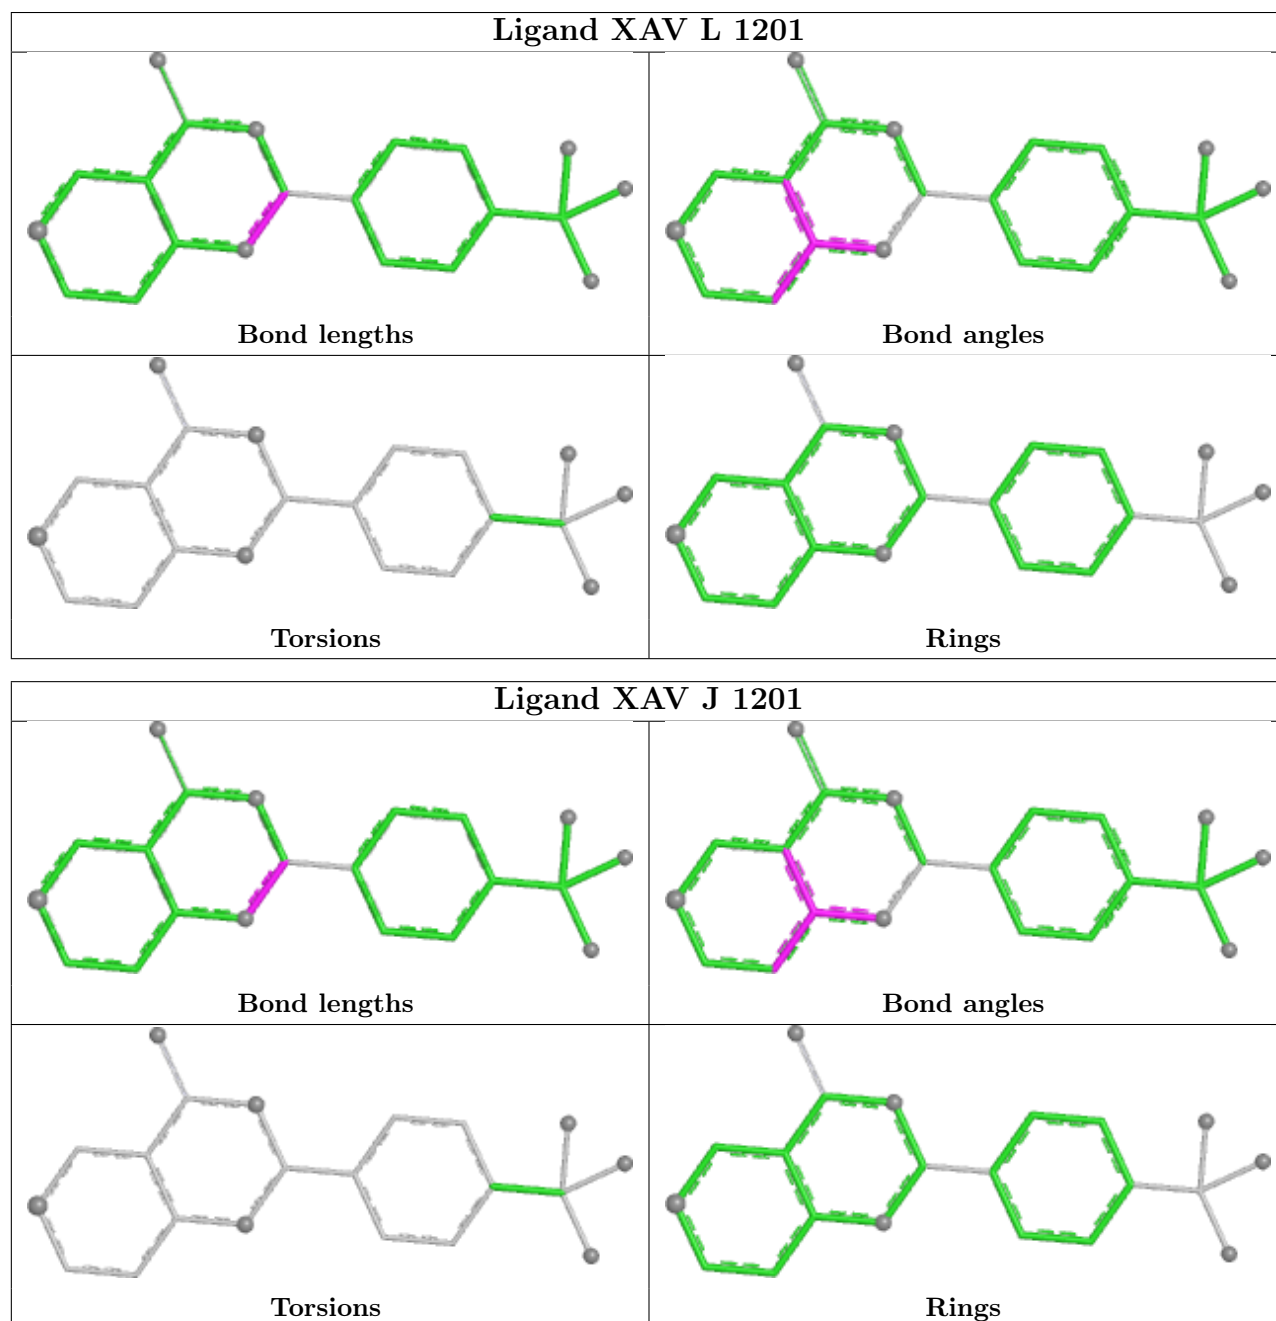 Ligand XAV L 1201
Bond lengths
Bond angles
Torsions
Rings
Ligand XAV J 1201
Bond lengths
Bond angles
Torsions
Rings